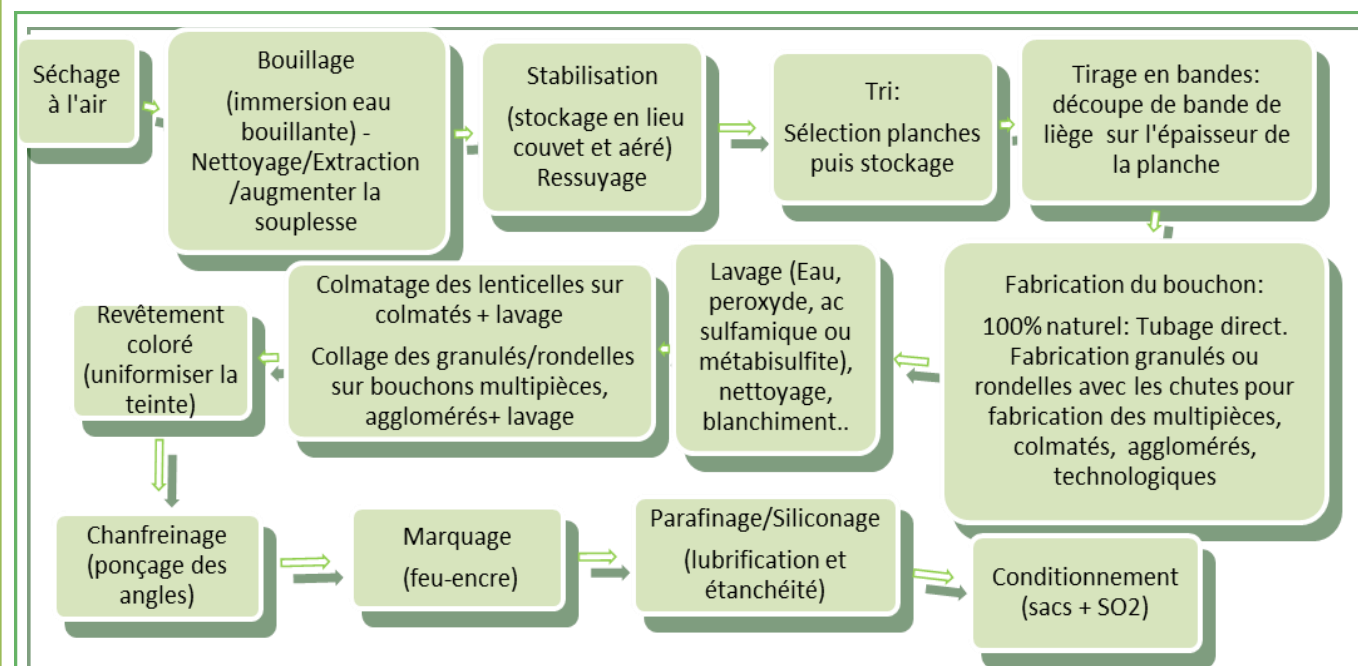 Séchage
à l'air
Bouillage
(immersion eau
bouillante) -
Nettoyage/Extraction
/augmenter la
souplesse
Stabilisation
(stockage en lieu
couvet et aéré)
Ressuyage
Tri:
Sélection planches
puis stockage
Tirage en bandes:
découpe de bande de
liège sur l'épaisseur de
la planche
Fabrication du bouchon:
100% naturel: Tubage direct.
Fabrication granulés ou
rondelles avec les chutes pour
fabrication des multipièces,
colmatés, agglomérés,
technologiques
Lavage (Eau,
peroxyde, ac
sulfamique ou
métabisulfite),
nettoyage,
blanchiment..
Colmatage des lenticelles sur
colmatés + lavage
Collage des granulés/rondelles
sur bouchons multipièces,
agglomérés+ lavage
Revêtement
coloré
(uniformiser la
teinte)
Chanfreinage
(ponçage des
angles)
Marquage
(feu-encre)
Parafinage/Siliconage
(lubrification et
étanchéité)
Conditionnement
(sacs + SO2)